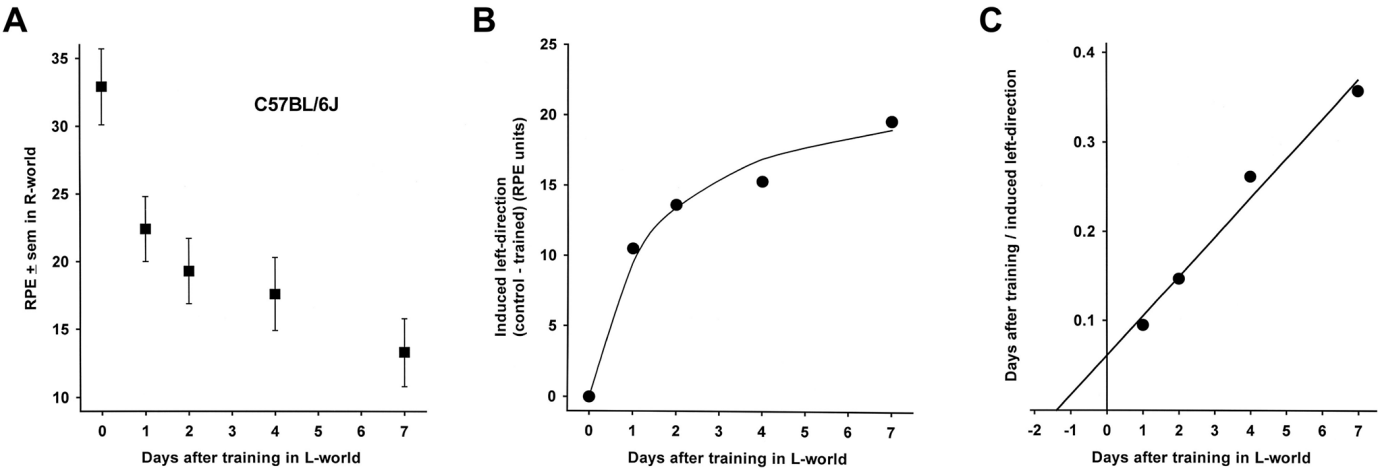 A
35
30
25
20
15
10
RPE ± sem in R-world
C57BL/6J
0 1 2 3 4 5 6 7
Days after training in L-world
B
25
20
15
10
5
0
Induced left-direction
(control - trained) (RPE units)
0 1 2 3 4 5 6 7
Days after training in L-world
C
0.4
0.3
0.2
0.1
Days after training / induced left-direction
-2 -1 0 1 2 3 4 5 6 7
Days after training in L-world